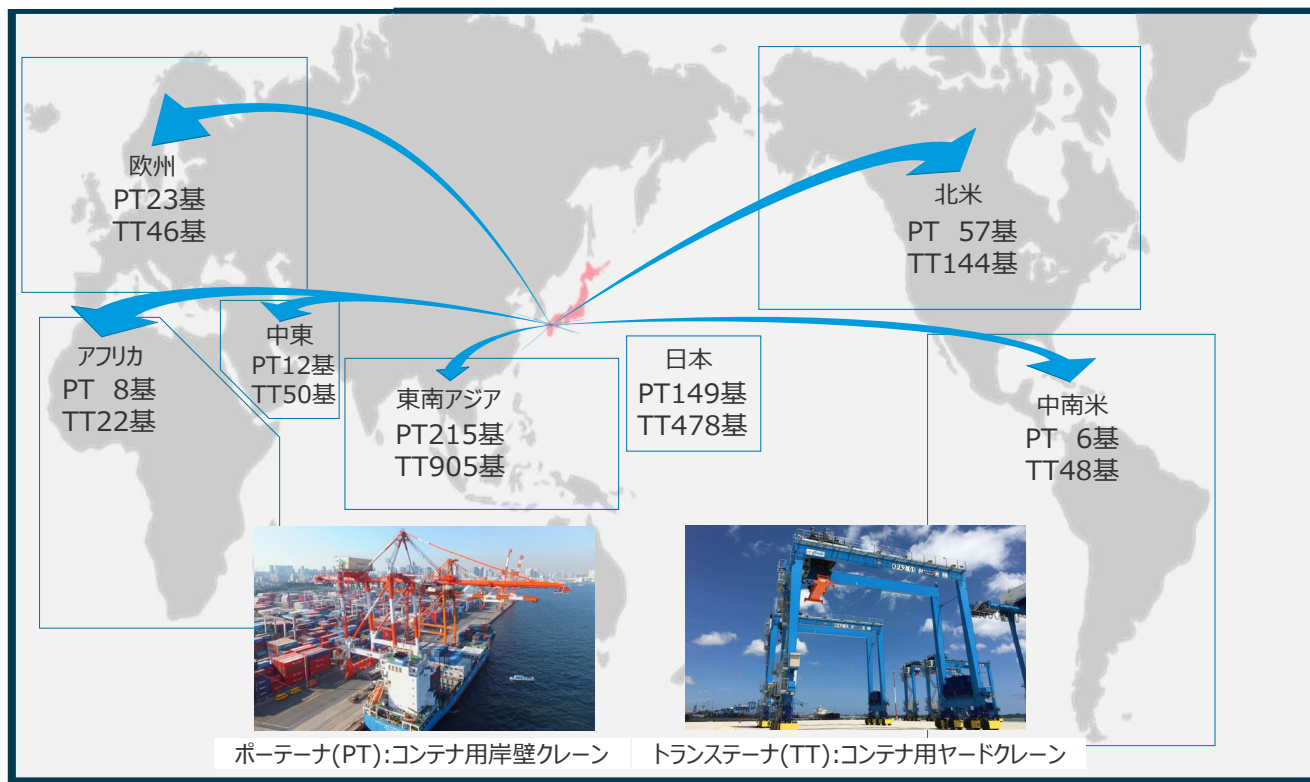 欧州
PT23基
TT46基
北米
PT 57基
TT144基
アフリカ
PT 8基
TT22基
中東
PT12基
TT50基
東南アジア
PT215基
TT905基
日本
PT149基
TT478基
中南米
PT 6基
TT48基
ポーテーナ(PT):コンテナ用岸壁クレーン
トランステーナ(TT):コンテナ用ヤードクレーン